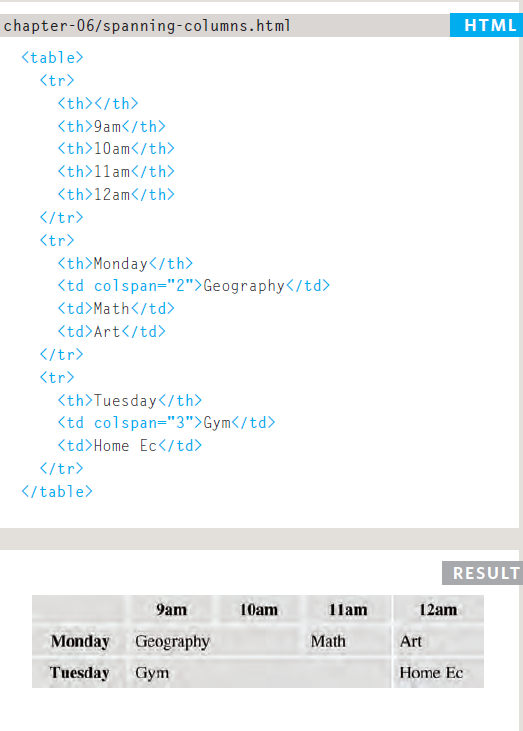 chapter-06/spanning-columns.html HTML
<table>
<tr>
<th></th>
<th>9am</th>
<th>10am</th>
<th>11am</th>
<th>12am</th>
</tr>
<tr>
<th>Monday</th>
<td colspan="2">Geography</td>
<td>Math</td>
<td>Art</td>
</tr>
<tr>
<th>Tuesday</th>
<td colspan="3">Gym</td>
<td>Home Ec</td>
</tr>
</table>
RESULT
9am 10am 11am 12am
Monday Geography Math Art
Tuesday Gym Home Ec